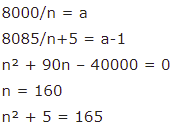 8000/n = a
8085/n+5 = a-1
n² + 90n – 40000 = 0
n = 160
n² + 5 = 165